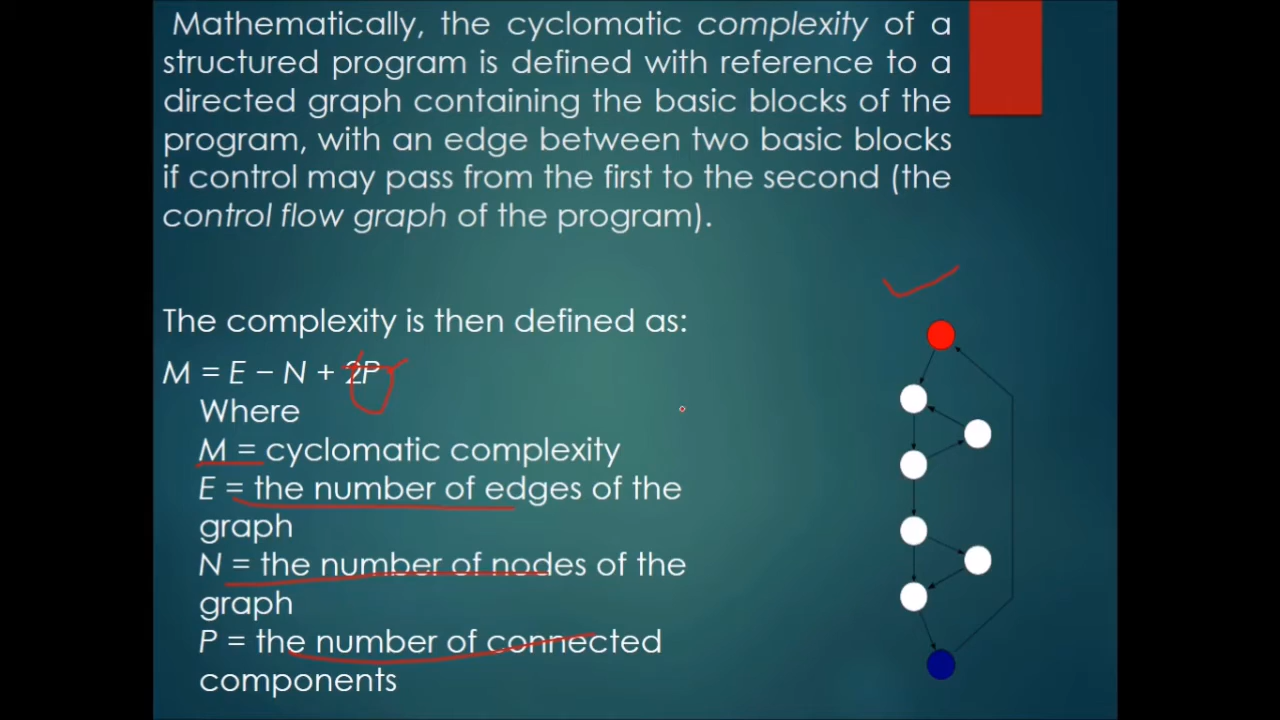 Mathematically, the cyclomatic complexity of a
structured program is defined with reference to a
directed graph containing the basic blocks of the
program, with an edge between two basic blocks
if control may pass from the first to the second (the
control flow graph of the program).
The complexity is then defined as:
M = E − N + 2P
Where
M = cyclomatic complexity
E = the number of edges of the
graph
N = the number of nodes of the
graph
P = the number of connected
components